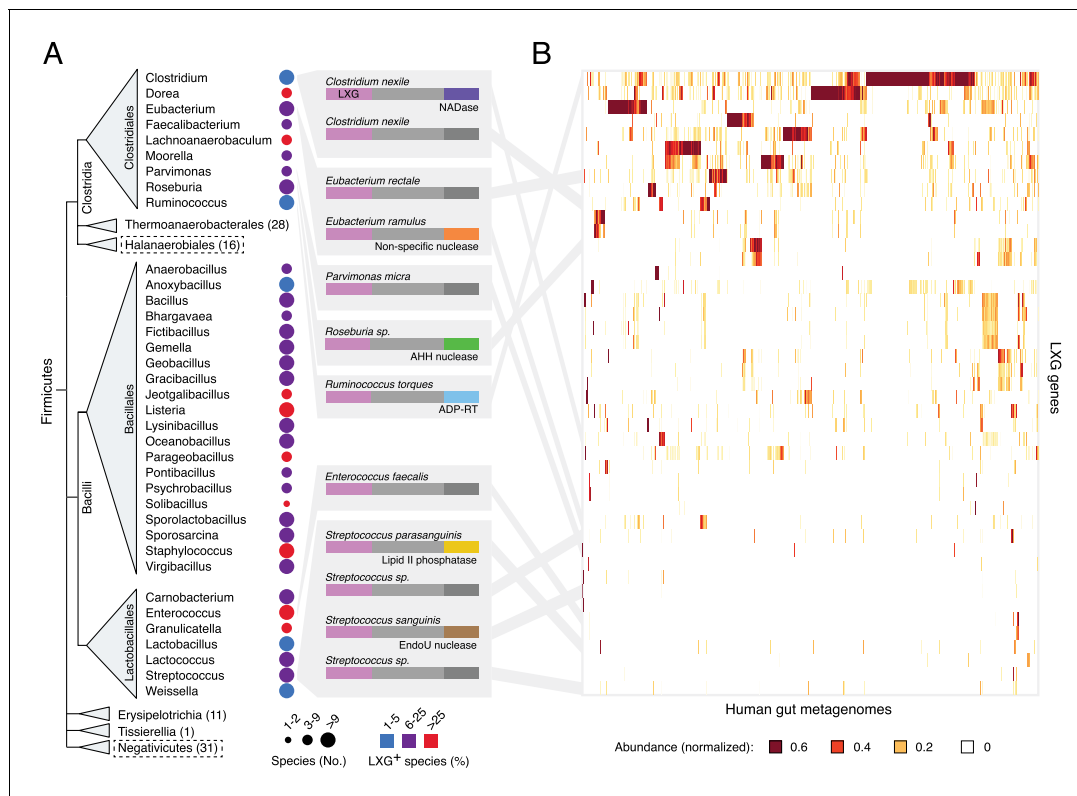 A
B
Firmicutes
Clostridia
Clostridiales
Clostridium
Dorea
Eubacterium
Faecalibacterium
Lachnoanaerobaculum
Moorella
Parvimonas
Roseburia
Ruminococcus
Thermoanaerobacterales (28)
Halanaerobiales (16)
Bacilli
Bacillales
Anaerobacillus
Anoxybacillus
Bacillus
Bhargavaea
Fictibacillus
Gemella
Geobacillus
Gracibacillus
Jeotgalibacillus
Listeria
Lysinibacillus
Oceanobacillus
Parageobacillus
Pontibacillus
Psychrobacillus
Solibacillus
Sporolactobacillus
Sporosarcina
Staphylococcus
Virgibacillus
Lactobacillales
Carnobacterium
Enterococcus
Granulicatella
Lactobacillus
Lactococcus
Streptococcus
Weissella
Erysipelotrichia (11)
Tissierellia (1)
Negativicutes (31)
1-2
3-9
>9
Species (No.)
1-5
6-25
>25
LXG+ species (%)
Clostridium nexile
LXG
NADase
Clostridium nexile
Eubacterium rectale
Eubacterium ramulus
Non-specific nuclease
Parvimonas micra
Roseburia sp.
AHH nuclease
Ruminococcus torques
ADP-RT
Enterococcus faecalis
Streptococcus parasanguinis
Lipid II phosphatase
Streptococcus sp.
Streptococcus sanguinis
EndoU nuclease
Streptococcus sp.
LXG genes
Human gut metagenomes
Abundance (normalized):
0.6
0.4
0.2
0